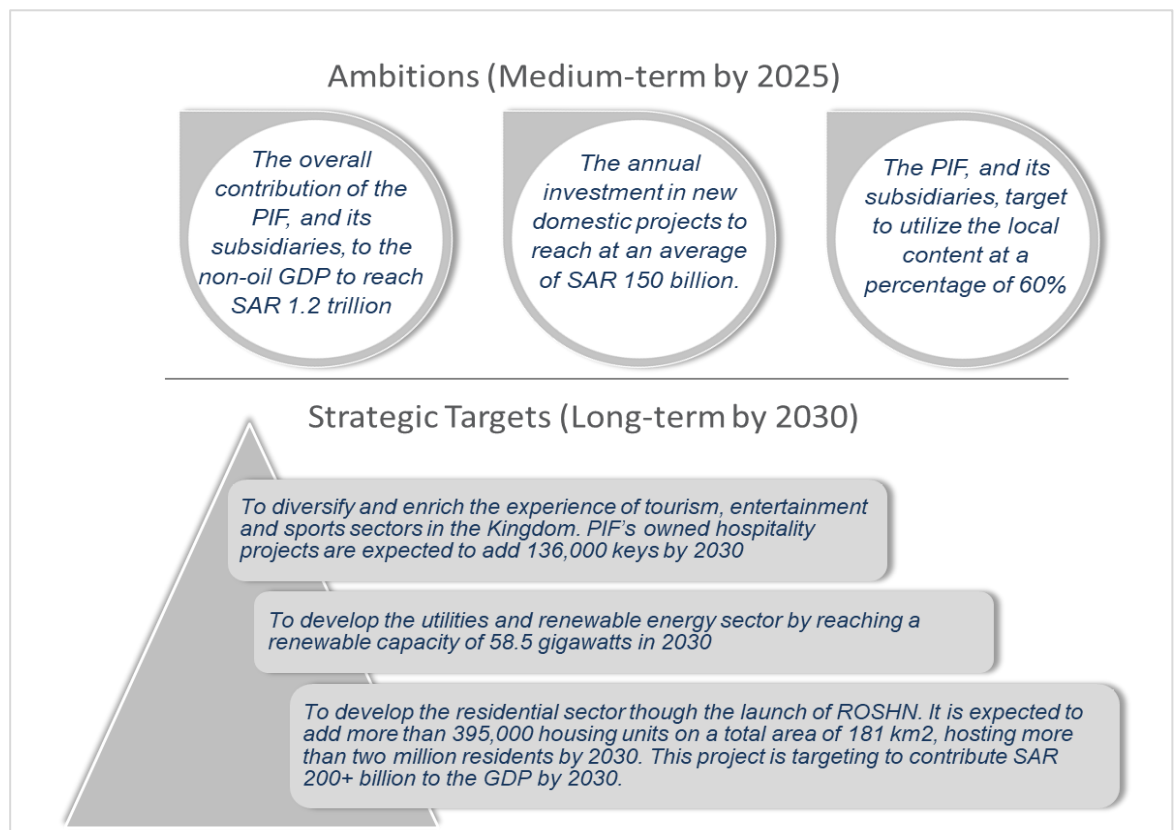 Ambitions (Medium-term by 2025)
The overall
contribution of the
PIF, and its
subsidiaries, to the
non-oil GDP to reach
SAR 1.2 trillion
The annual
investment in new
domestic projects to
reach at an average
of SAR 150 billion.
The PIF, and its
subsidiaries, target
to utilize the local
content at a
percentage of 60%
Strategic Targets (Long-term by 2030)
To diversify and enrich the experience of tourism, entertainment
and sports sectors in the Kingdom. PIF's owned hospitality
projects are expected to add 136,000 keys by 2030
To develop the utilities and renewable energy sector by reaching a
renewable capacity of 58.5 gigawatts in 2030
To develop the residential sector though the launch of ROSHN. It is expected to
add more than 395,000 housing units on a total area of 181 km2, hosting more
than two million residents by 2030. This project is targeting to contribute SAR
200+ billion to the GDP by 2030.